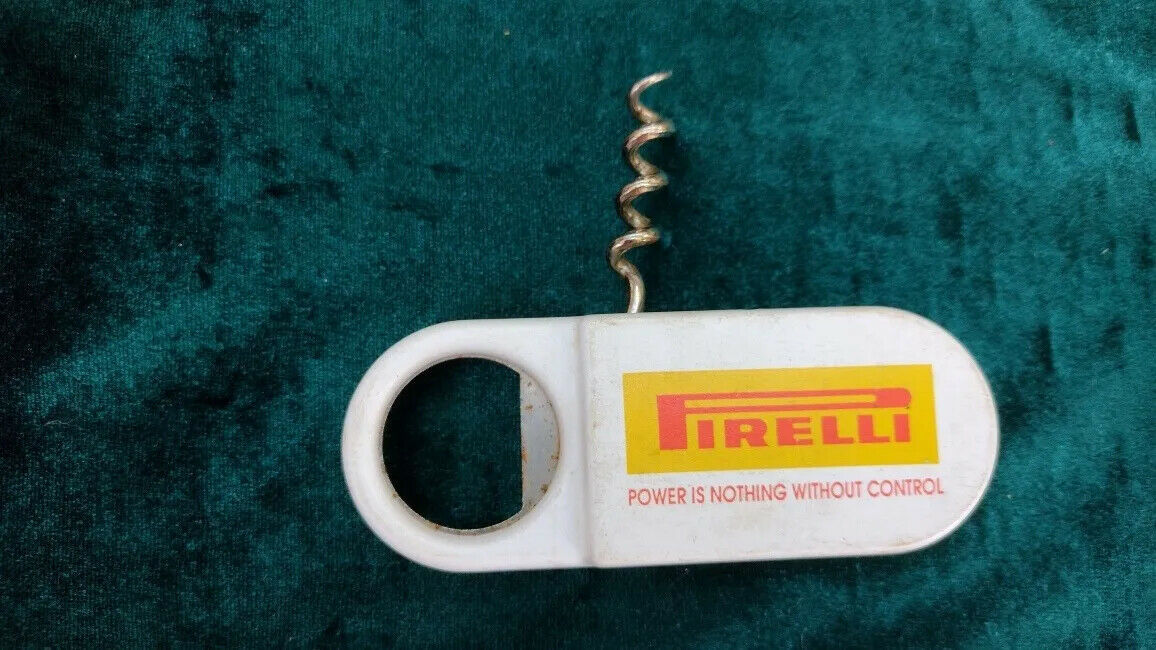 PIRELLI
POWER IS NOTHING WITHOUT CONTROL